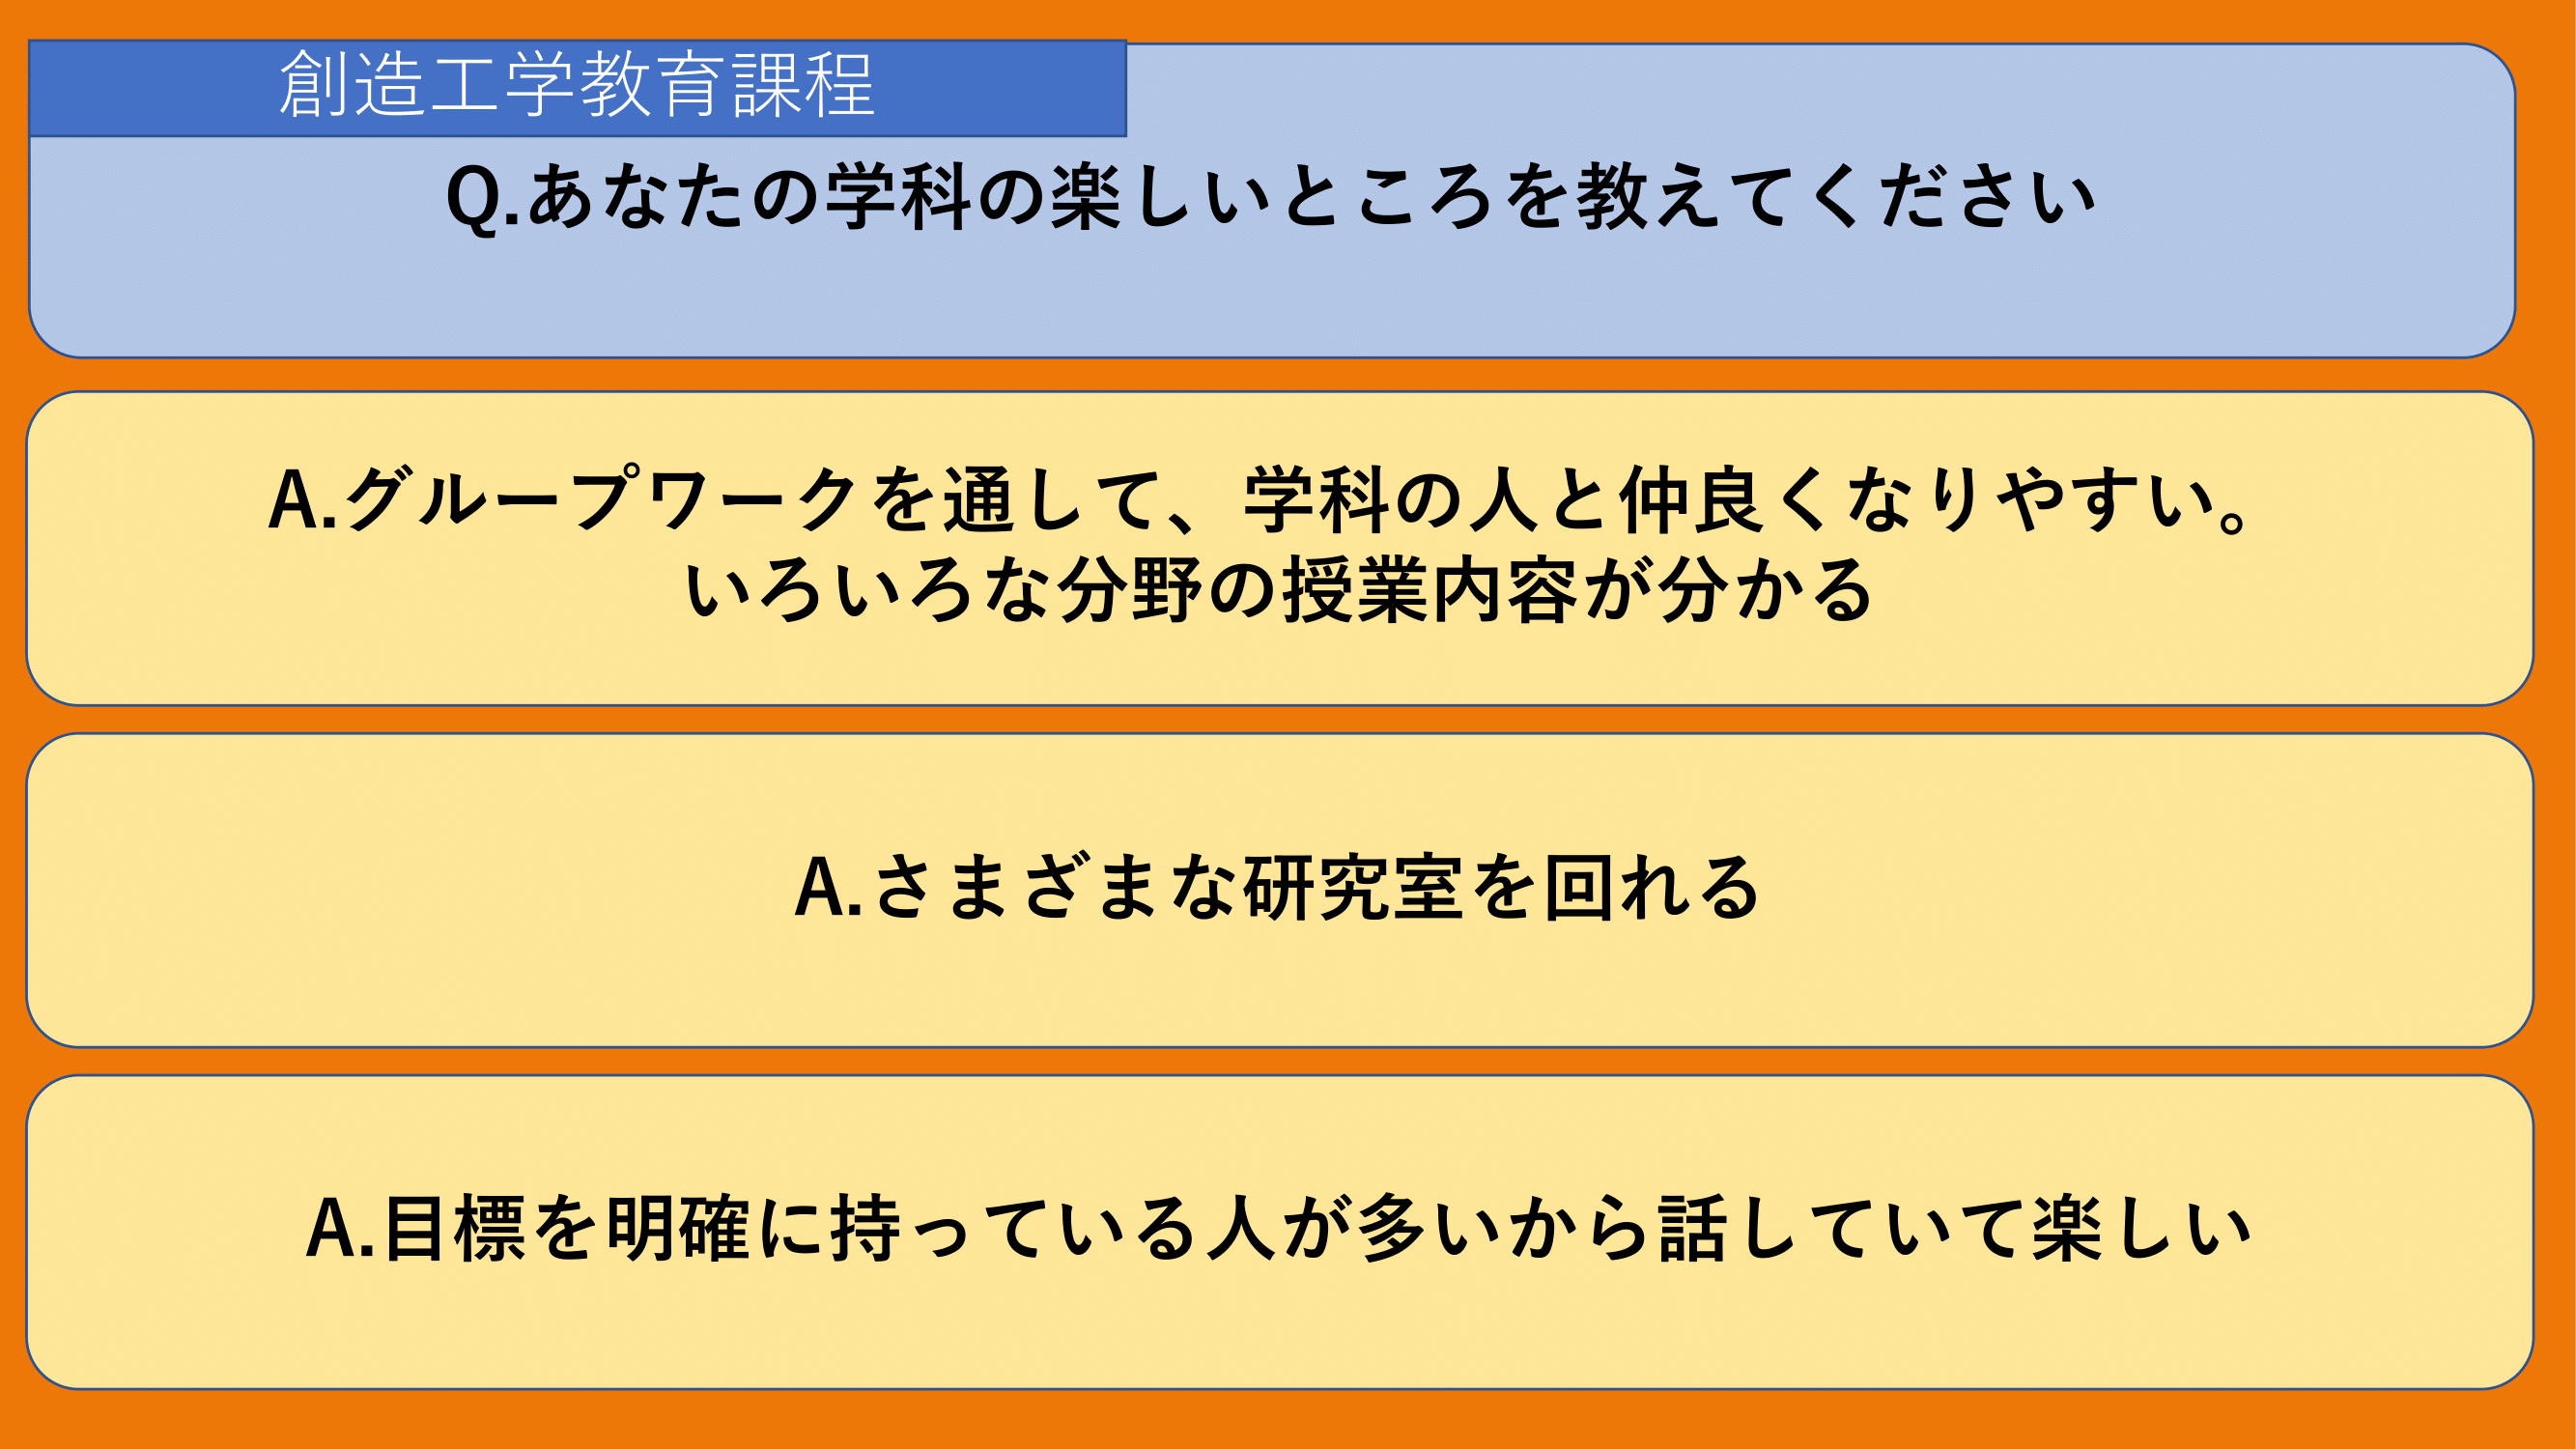 創造工学教育課程
Q.あなたの学科の楽しいところを教えてください
A.グループワークを通して、学科の人と仲良くなりやすい。
いろいろな分野の授業内容が分かる
A.さまざまな研究室を回れる
A.目標を明確に持っている人が多いから話していて楽しい